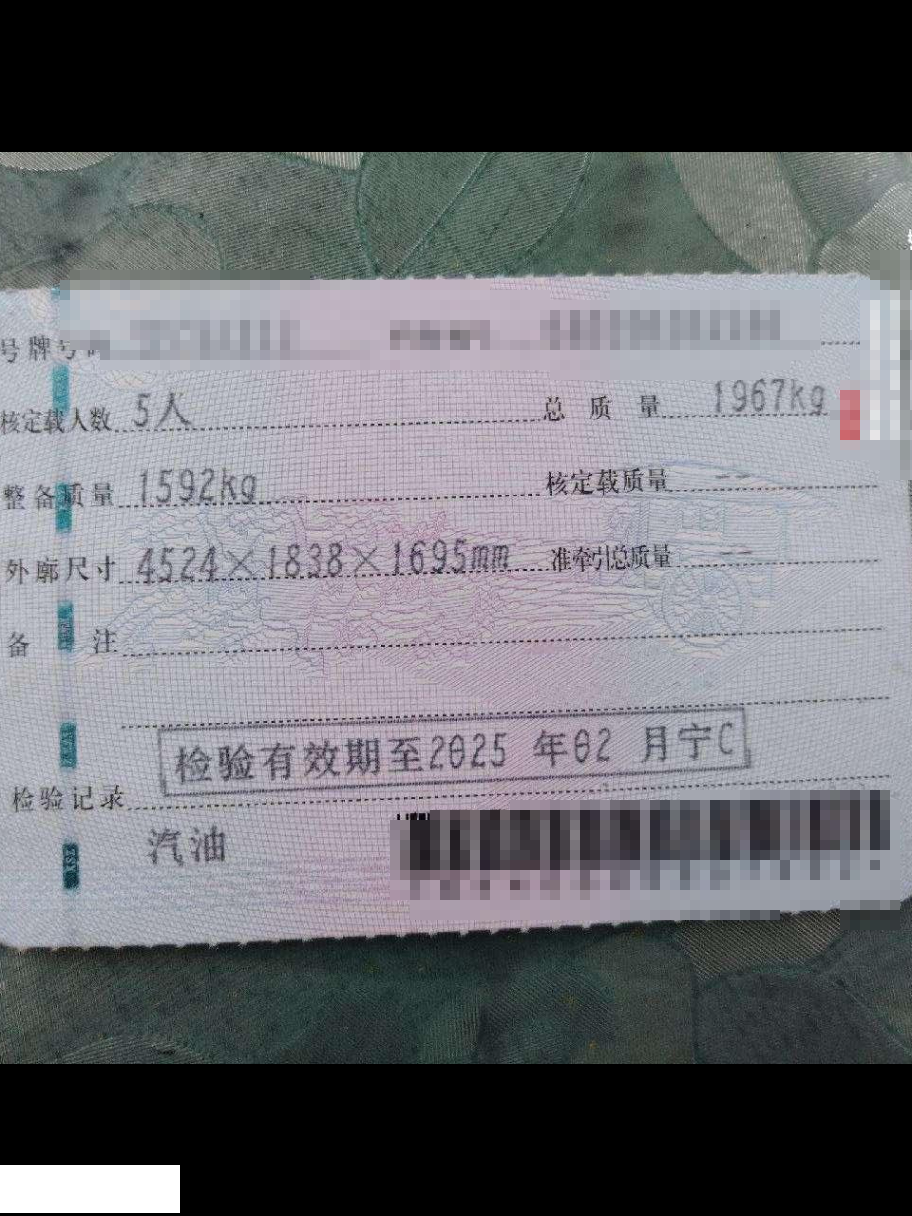 号牌号
核定载人数 5人 总质量 1967kg
整备质量 1592kg 核定载质量 --
外廓尺寸 4524×1838×1695mm 准牵引总质量 --
备注
检验有效期至2025年02月宁C
检验记录
汽油